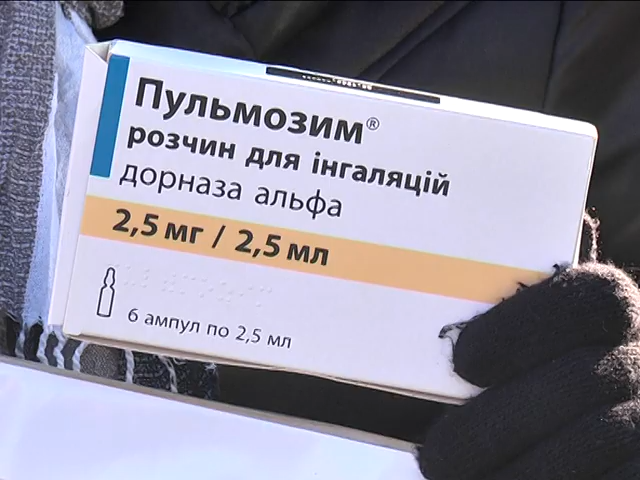 Пульмозим®
розчин для інгаляцій
дорназа альфа
2,5 мг / 2,5 мл
6 ампул по 2,5 мл